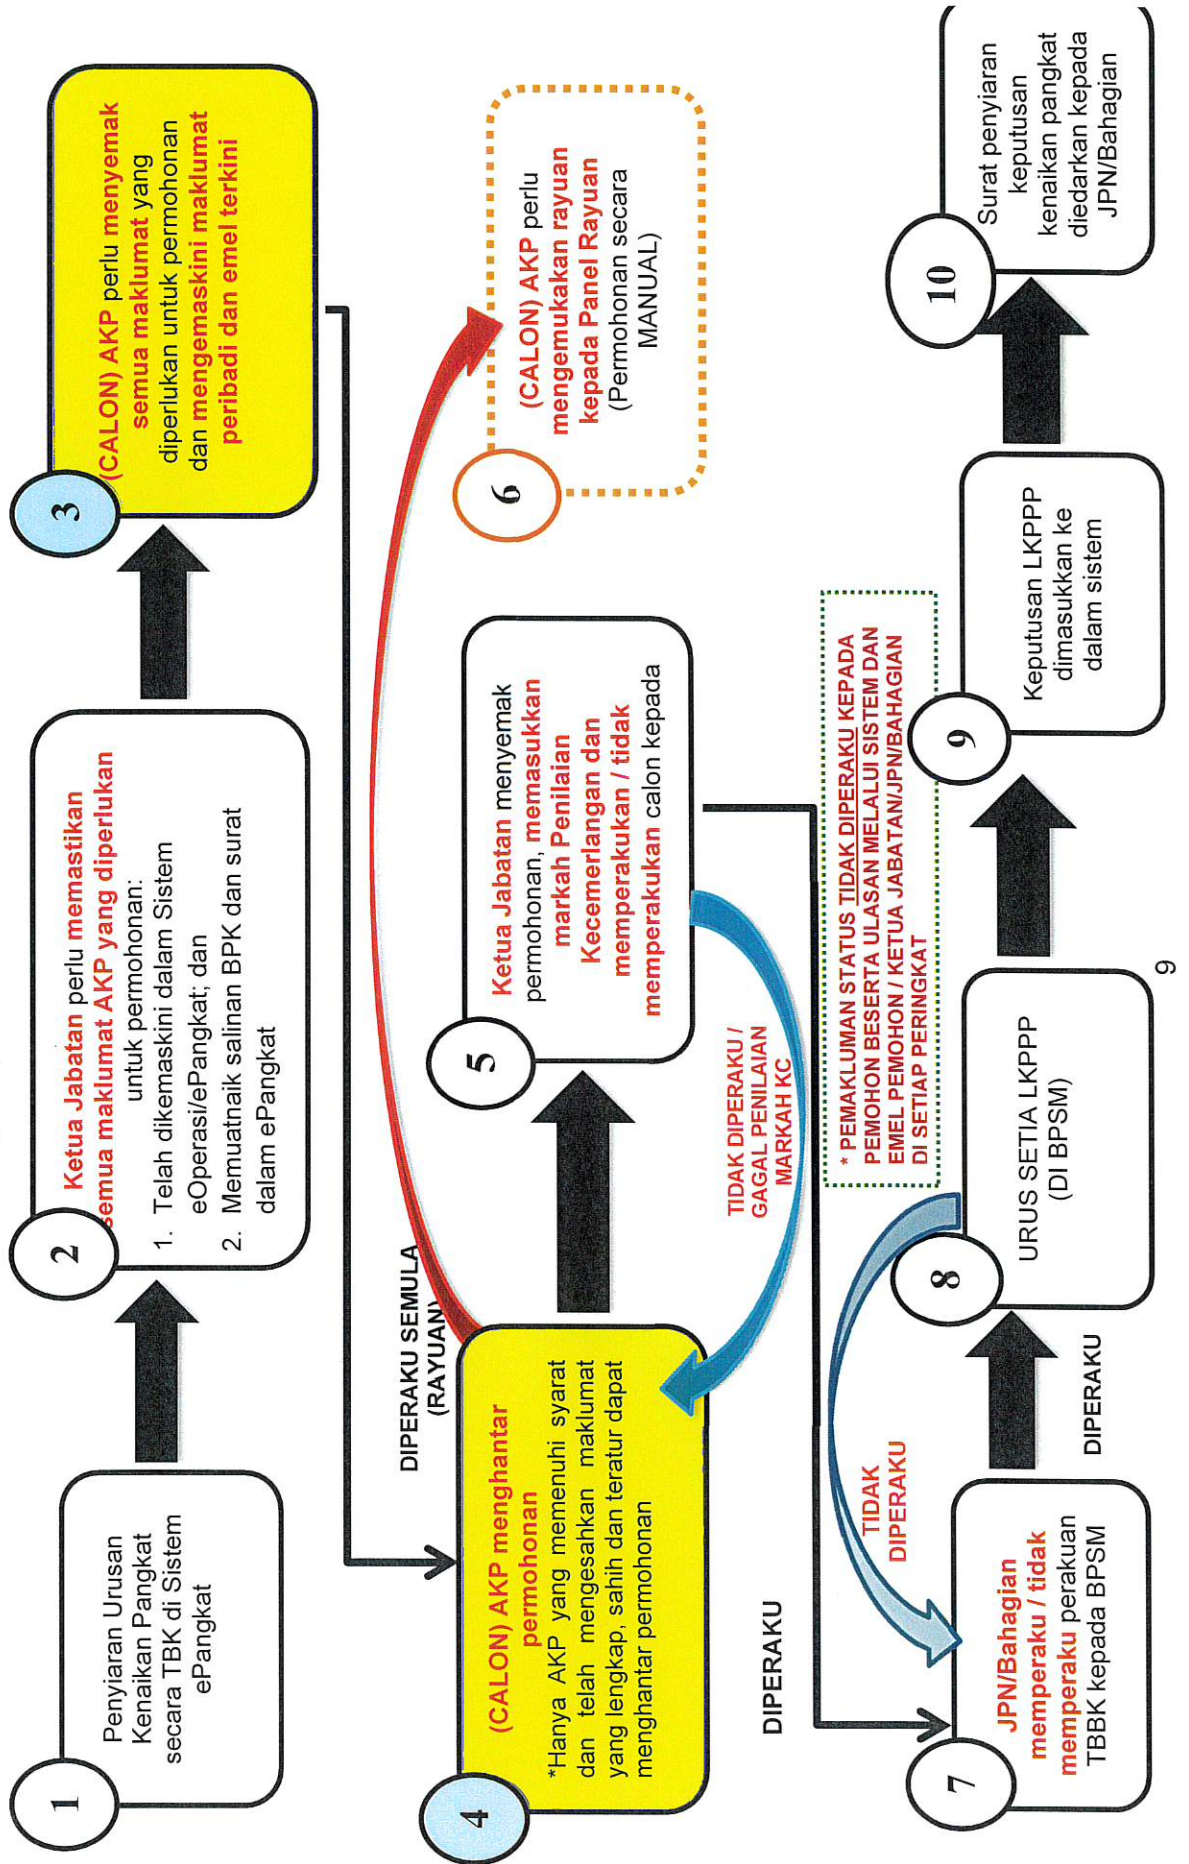 1
Penyiaran Urusan
Kenaikan Pangkat
secara TBK di Sistem
ePangkat
2
Ketua Jabatan perlu memastikan
semua maklumat AKP yang diperlukan
untuk permohonan:
1. Telah dikemaskini dalam Sistem
eOperasi/ePangkat; dan
2. Memuatnaik salinan BPK dan surat
dalam ePangkat
3
(CALON) AKP perlu menyemak
semua maklumat yang
diperlukan untuk permohonan
dan mengemaskini maklumat
peribadi dan emel terkini
4
(CALON) AKP menghantar
permohonan
*Hanya AKP yang memenuhi syarat
dan telah mengesahkan maklumat
yang lengkap, sahih dan teratur dapat
menghantar permohonan
DIPERAKU SEMULA
(RAYUAN)
5
Ketua Jabatan menyemak
permohonan, memasukkan
markah Penilaian
Kecemerlangan dan
memperakukan / tidak
memperakukan calon kepada
TIDAK DIPERAKU /
GAGAL PENILAIAN
MARKAH KC
6
(CALON) AKP perlu
mengemukakan rayuan
kepada Panel Rayuan
(Permohonan secara
MANUAL)
DIPERAKU
* PEMAKLUMAN STATUS TIDAK DIPERAKU KEPADA
PEMOHON BESERTA ULASAN MELALUI SISTEM DAN
EMEL PEMOHON / KETUA JABATAN/JPN/BAHAGIAN
DI SETIAP PERINGKAT
7
JPN/Bahagian
memperaku / tidak
memperaku perakuan
TBBK kepada BPSM
TIDAK
DIPERAKU
DIPERAKU
8
URUS SETIA LKPPP
(DI BPSM)
9
Keputusan LKPPP
dimasukkan ke
dalam sistem
10
Surat penyiaran
keputusan
kenaikan pangkat
diedarkan kepada
JPN/Bahagian
9